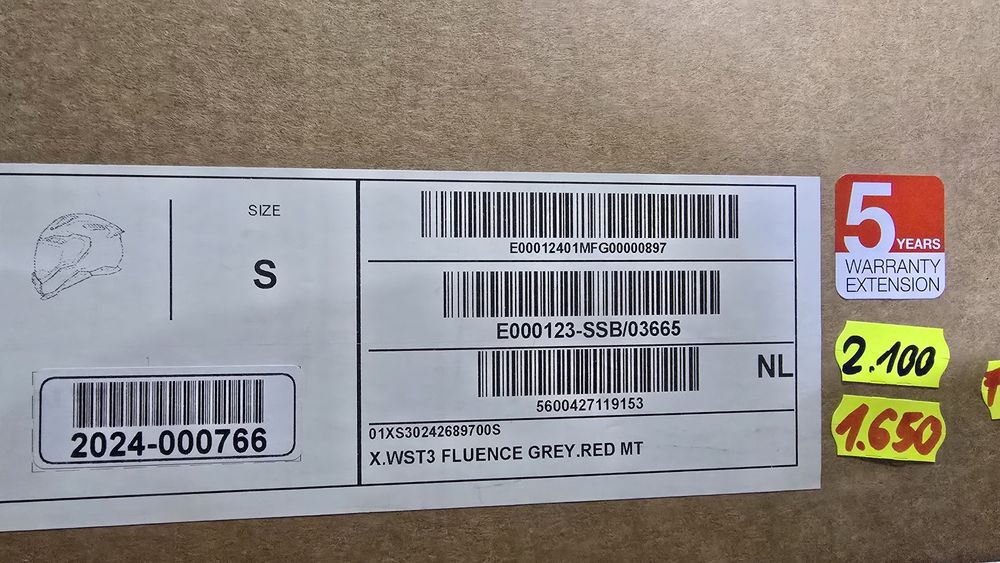 SIZE
S
2024-000766
E00012401MFG00000897
E000123-SSB/03665
5600427119153
NL
01XS30242689700S
X.WST3 FLUENCE GREY.RED MT
5 YEARS
WARRANTY
EXTENSION
2.100
1.650